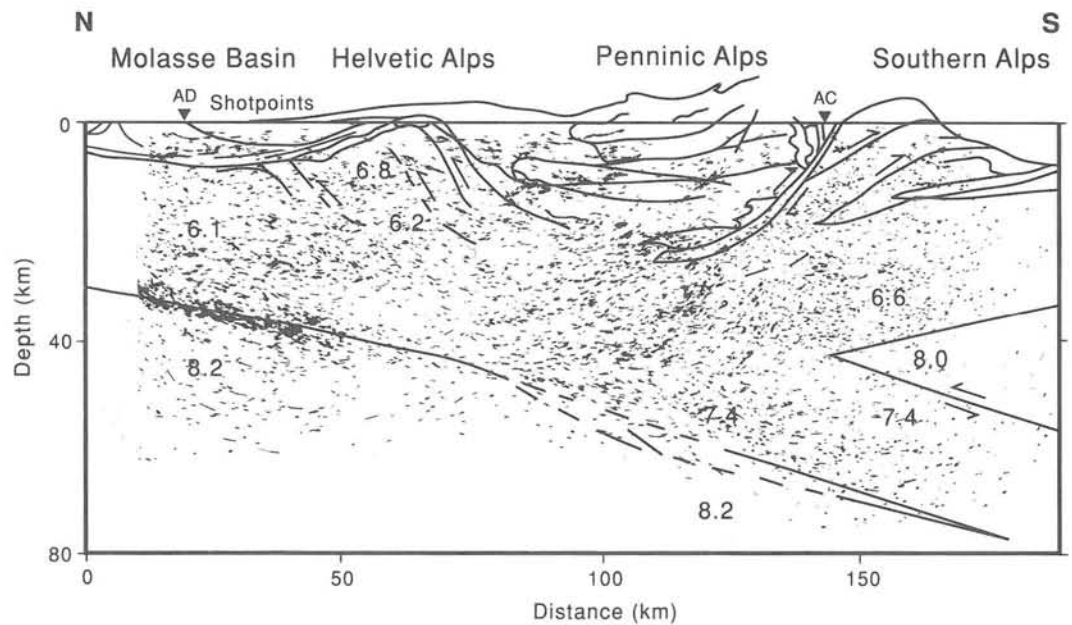 N S
Molasse Basin Helvetic Alps Penninic Alps Southern Alps
AD Shotpoints AC
0
6.8
6.1 6.2
6.6
40
8.2 8.0
7.4 7.4
8.2
80
0 50 100 150
Depth (km)
Distance (km)